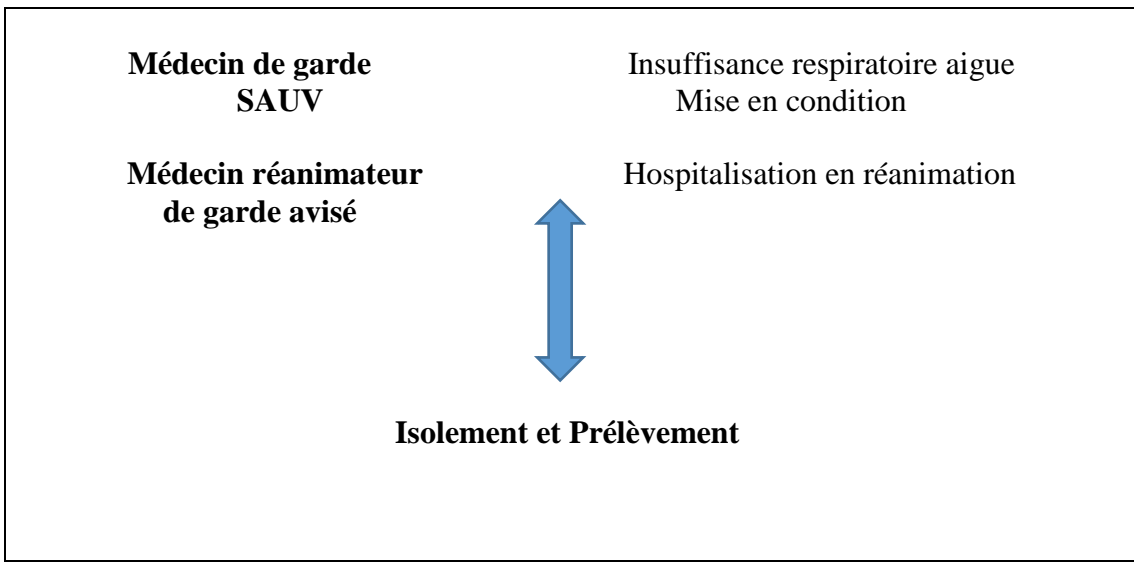 Médecin de garde
SAUV
Insuffisance respiratoire aigue
Mise en condition
Médecin réanimateur
de garde avisé
Hospitalisation en réanimation
Isolement et Prélèvement